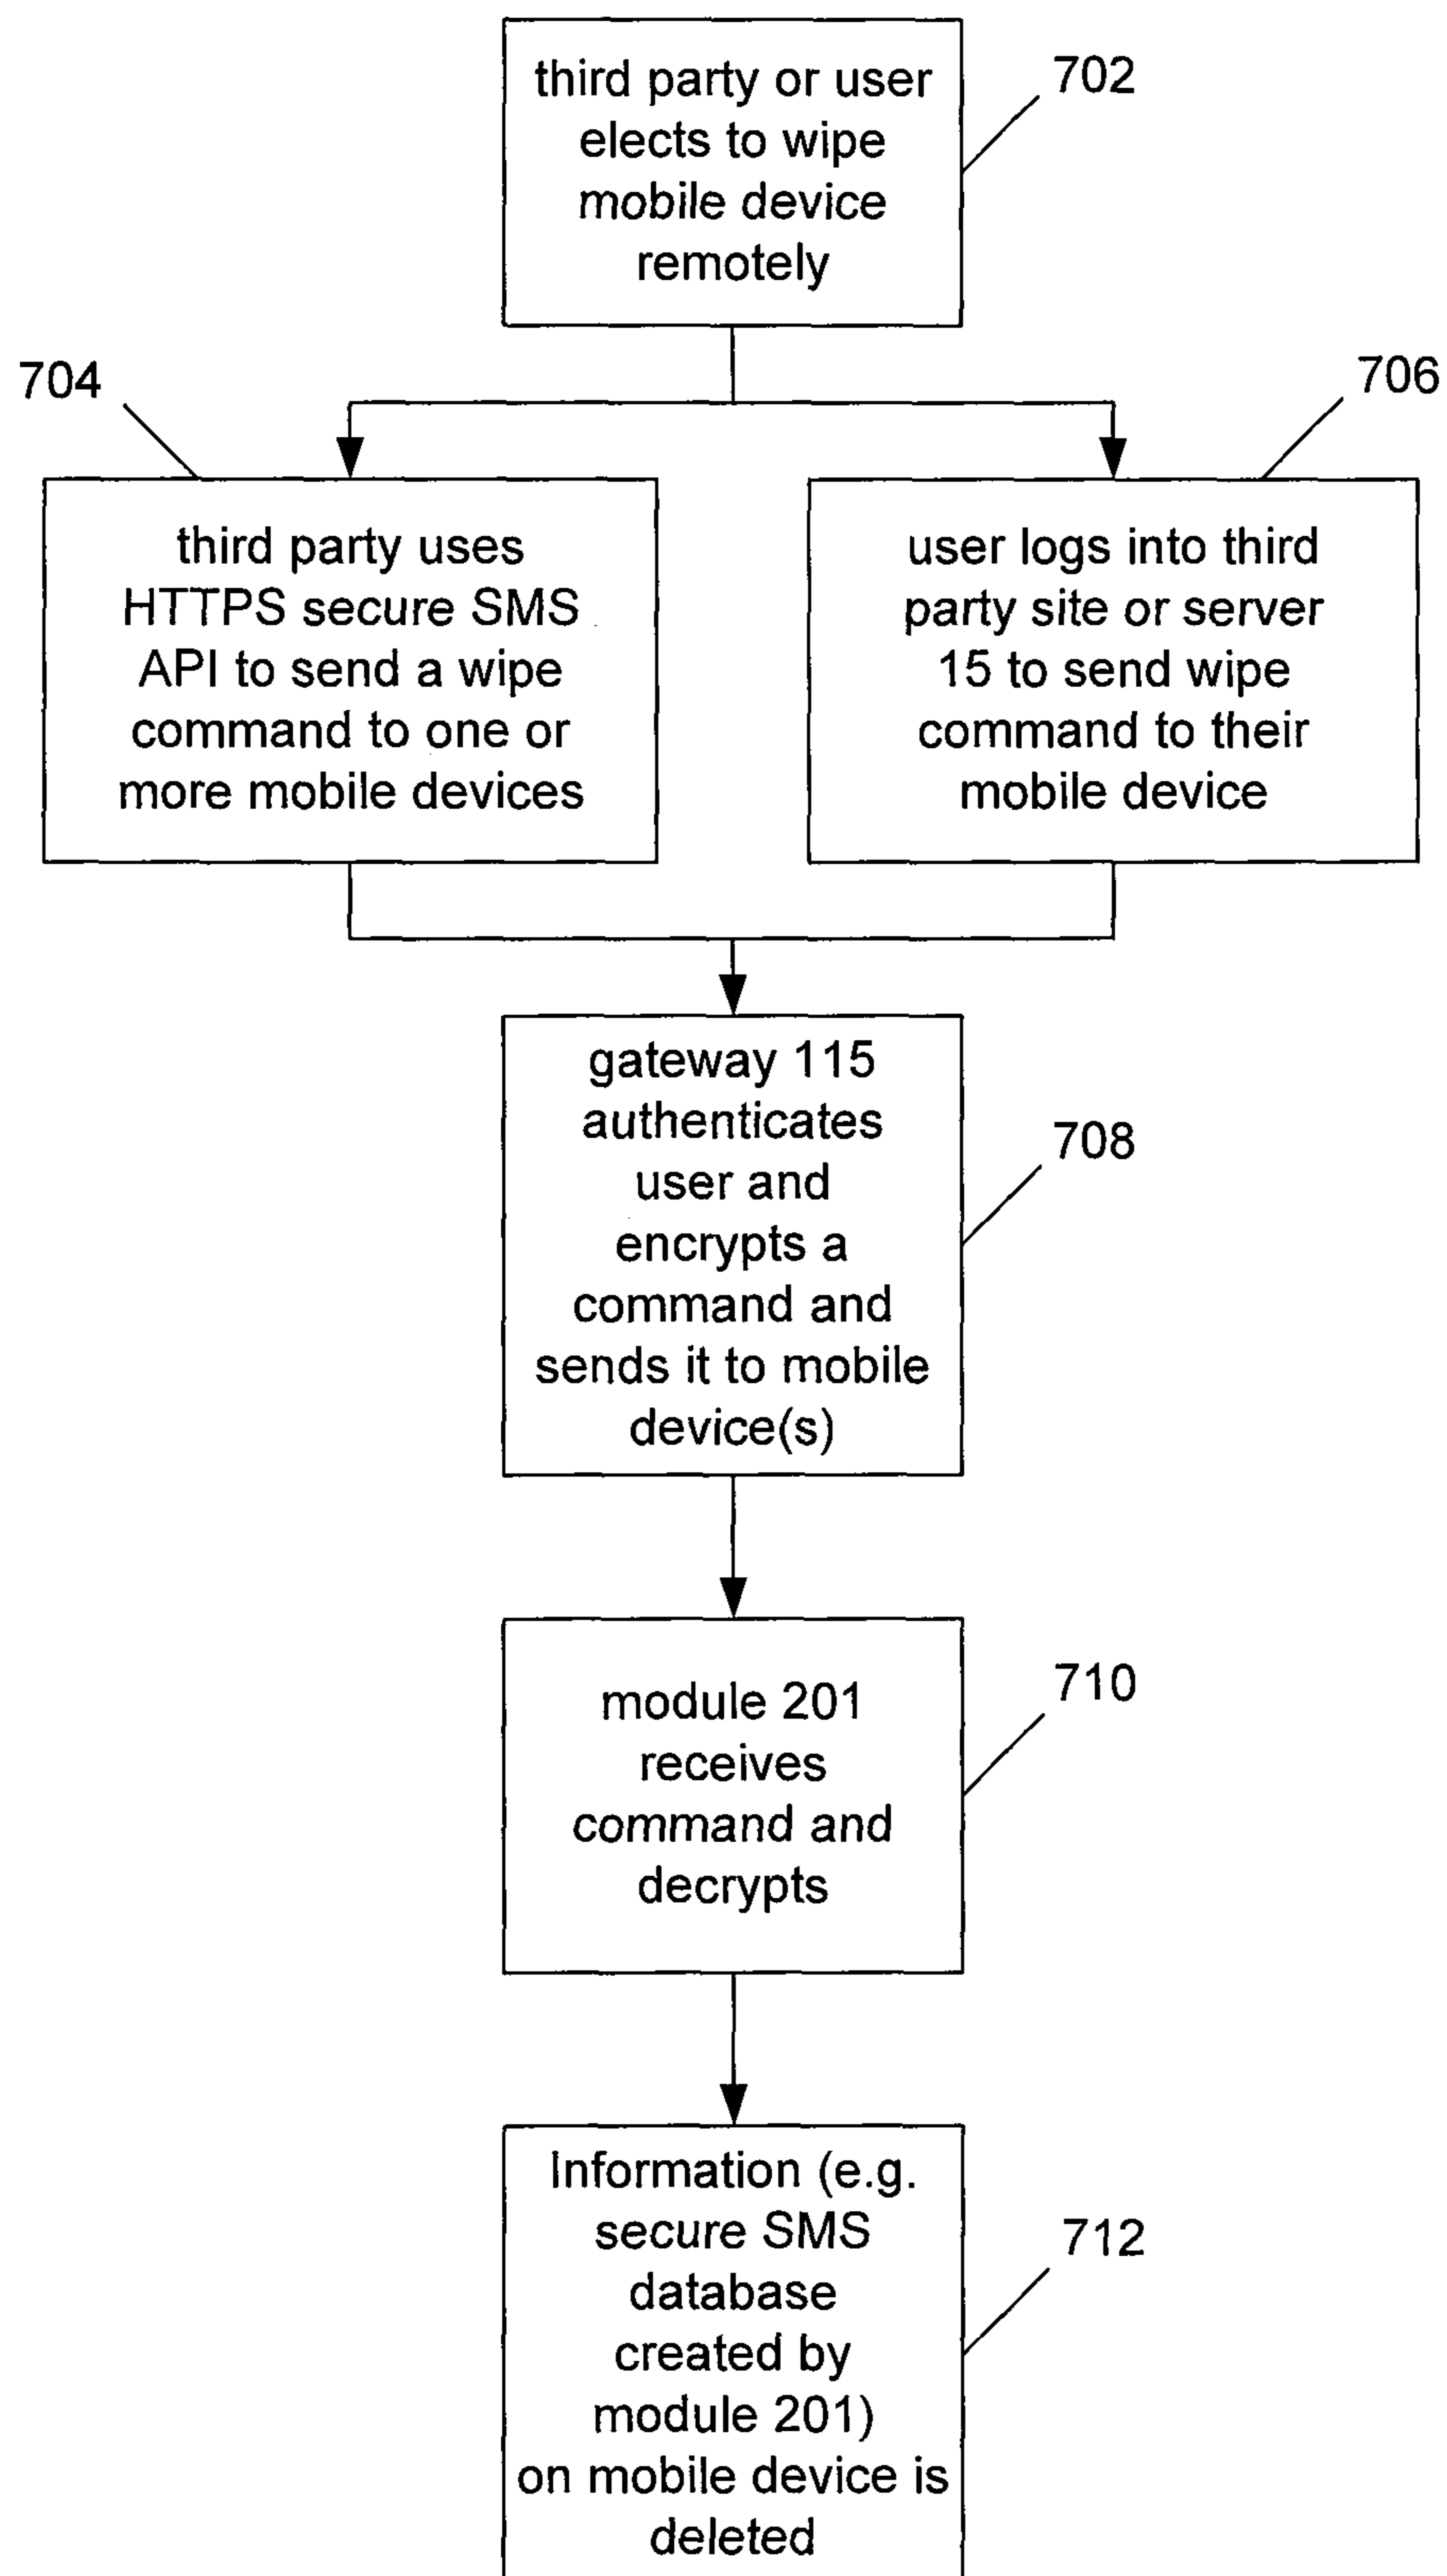 third party or user
elects to wipe
mobile device
remotely
702
704
706
third party uses
HTTPS secure SMS
API to send a wipe
command to one or
more mobile devices
user logs into third
party site or server
15 to send wipe
command to their
mobile device
gateway 115
authenticates
user and
encrypts a
command and
sends it to mobile
device(s)
708
module 201
receives
command and
decrypts
710
Information (e.g.
secure SMS
database
created by
module 201)
on mobile device is
deleted
712